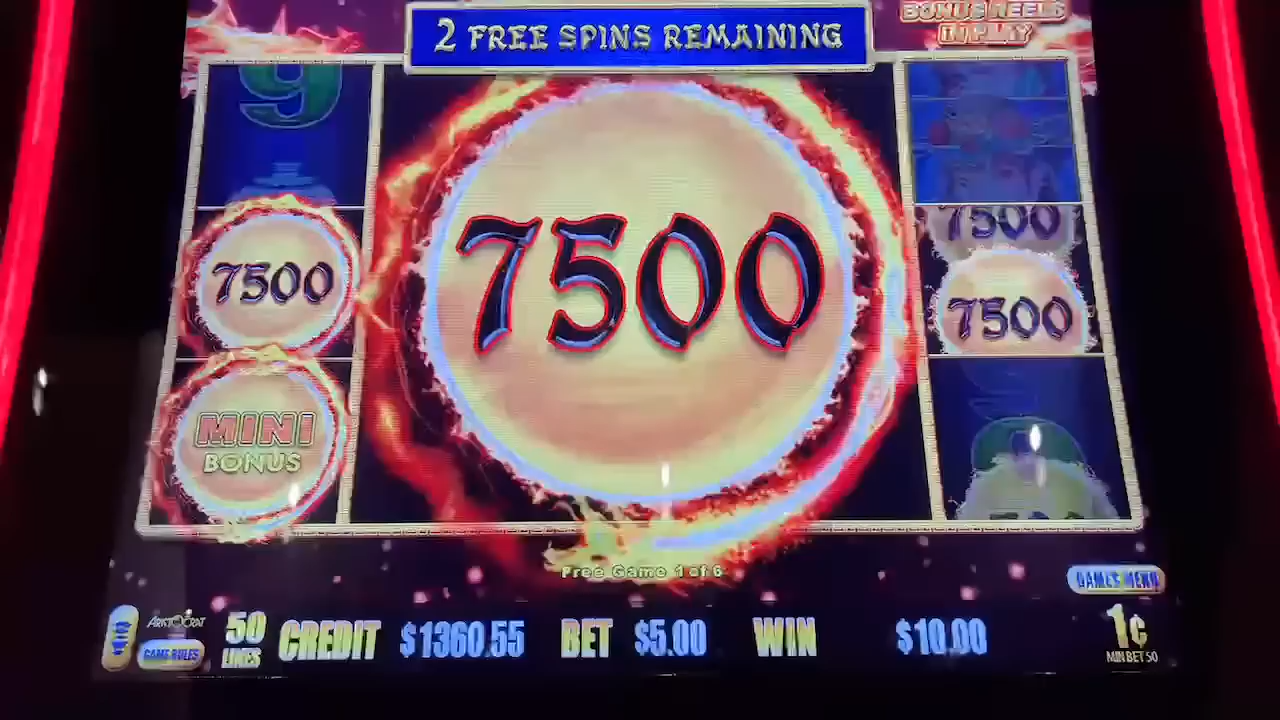 2 FREE SPINS REMAINING
BONUS REELS
IN PLAY
9
7500
7500
7500
7500
MINI
BONUS
Free Game 1 of 6
GAMES MENU
ARISTOCRAT
GAME RULES
50
LINES
CREDIT $1360.55 BET $5.00 WIN $10.00
1¢
MIN BET 50